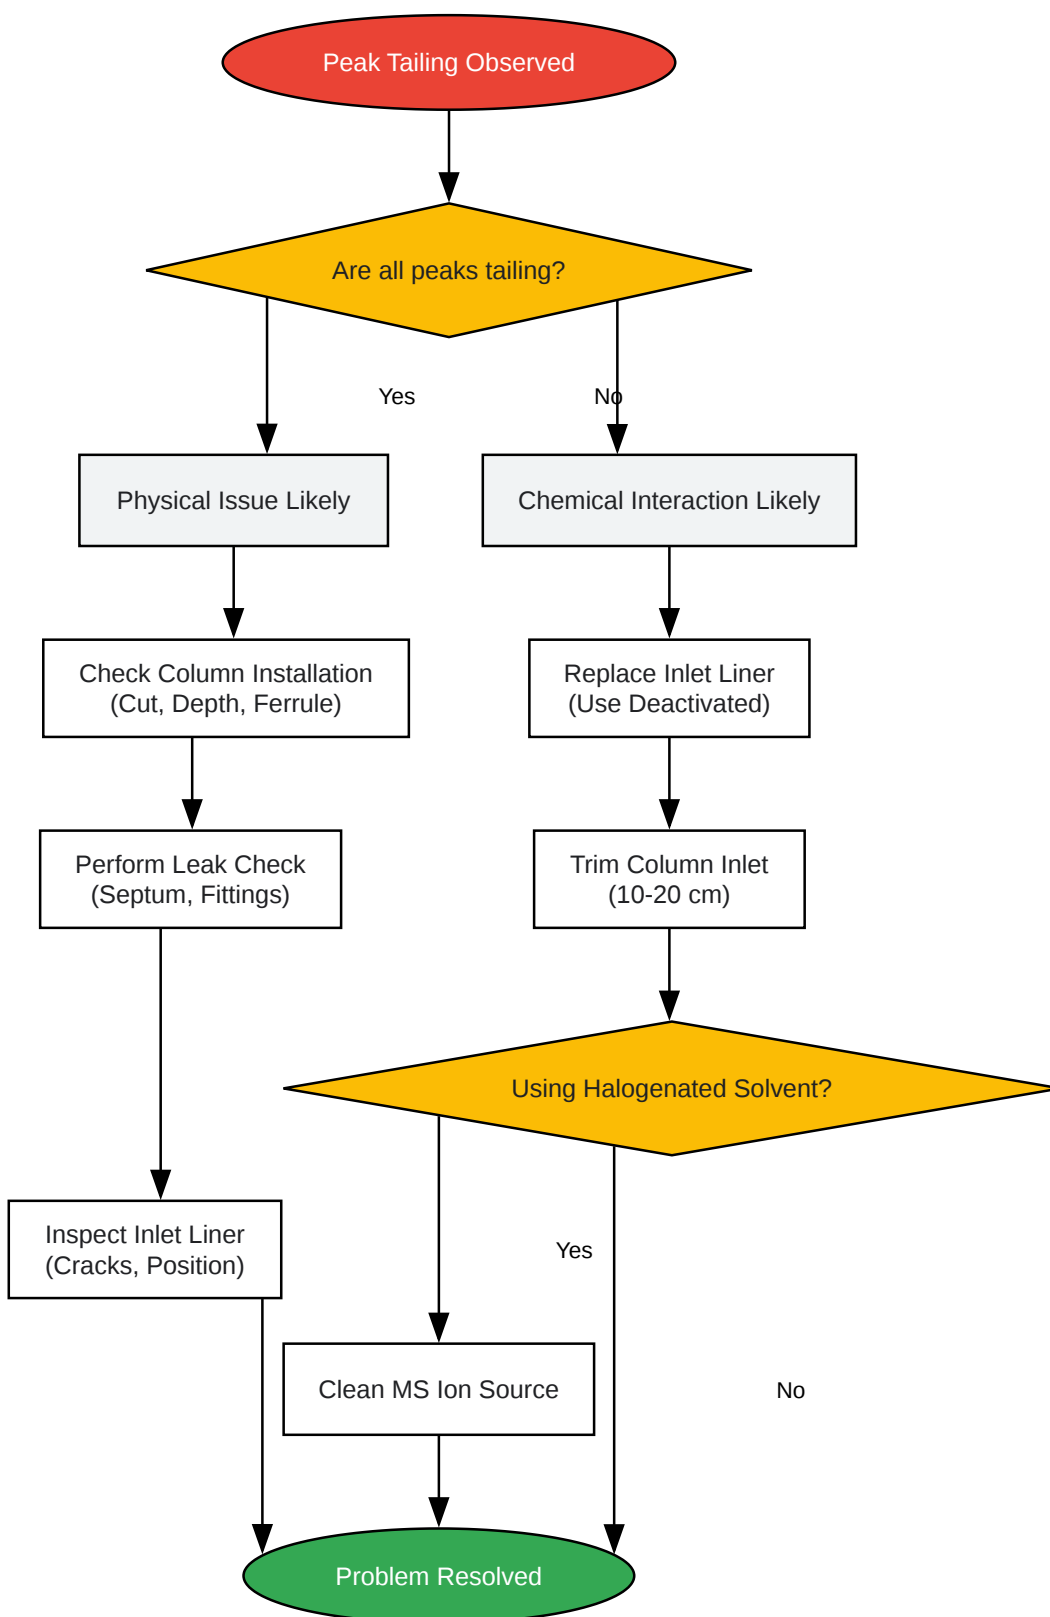 Peak Tailing Observed
Are all peaks tailing?
Yes
No
Physical Issue Likely
Chemical Interaction Likely
Check Column Installation
(Cut, Depth, Ferrule)
Replace Inlet Liner
(Use Deactivated)
Perform Leak Check
(Septum, Fittings)
Trim Column Inlet
(10-20 cm)
Using Halogenated Solvent?
Inspect Inlet Liner
(Cracks, Position)
Yes
Clean MS Ion Source
No
Problem Resolved